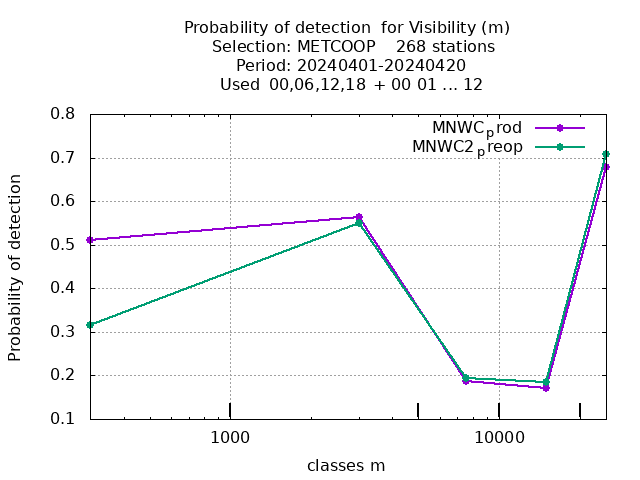 Probability of detection  for Visibility (m)
Selection: METCOOP    268 stations
Period: 20240401-20240420
Used  00,06,12,18  + 00 01 ... 12
0.8
MNWCprod
MNWC2preop
0.7
0.6
0.5
0.4
0.3
0.2
0.1
Probability of detection
1000
10000
classes m